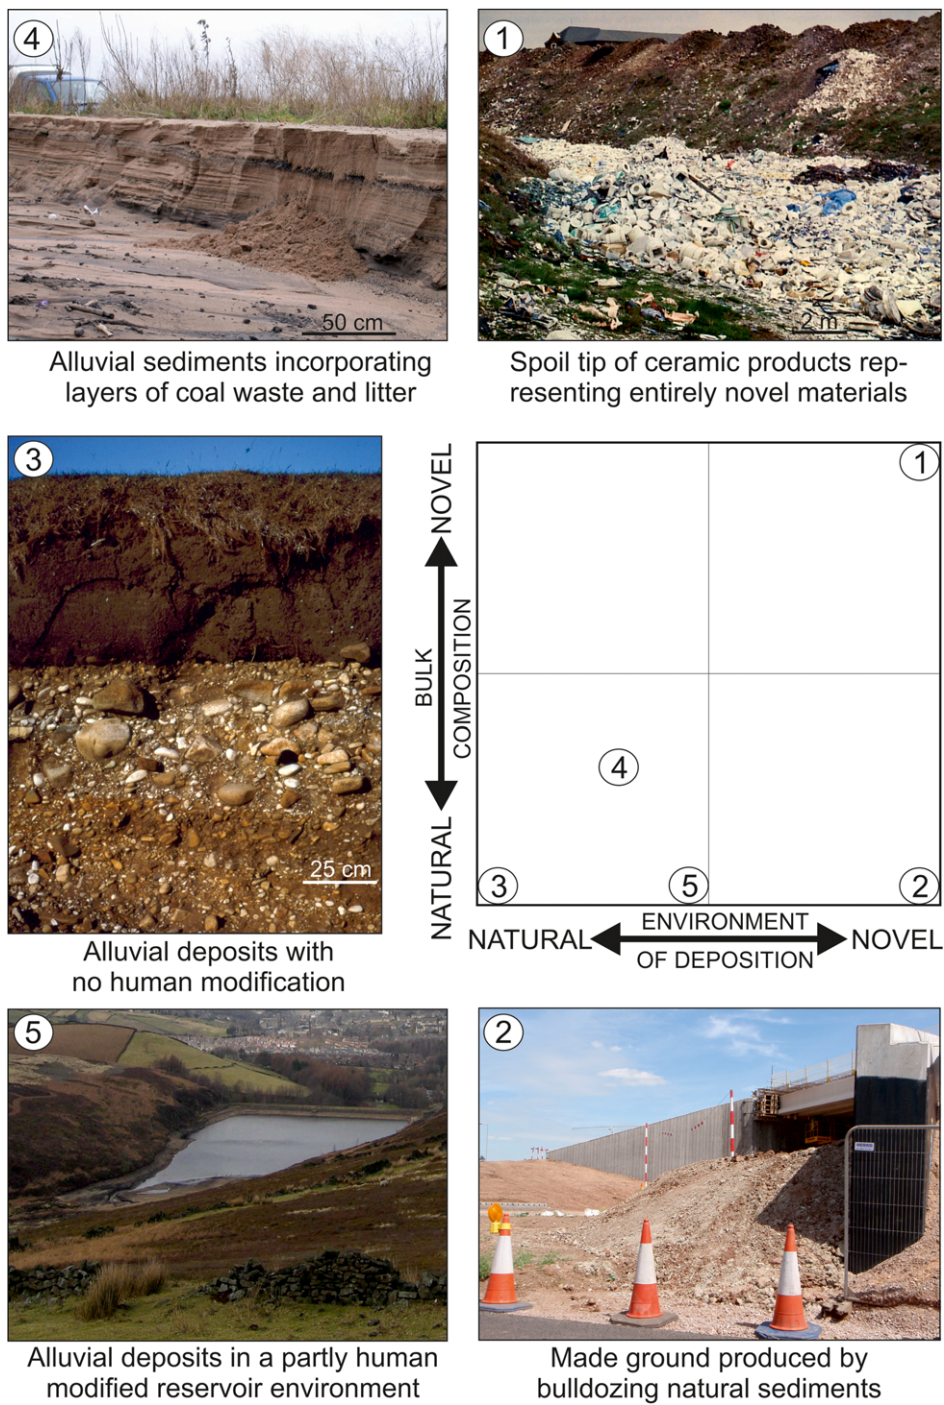 4
50 cm
Alluvial sediments incorporating
layers of coal waste and litter
1
2 m
Spoil tip of ceramic products rep-
resenting entirely novel materials
3
25 cm
Alluvial deposits with
no human modification
NOVEL
BULK
COMPOSITION
NATURAL
1
4
3
5
2
NATURAL
ENVIRONMENT
OF DEPOSITION
NOVEL
5
Alluvial deposits in a partly human
modified reservoir environment
2
Made ground produced by
bulldozing natural sediments